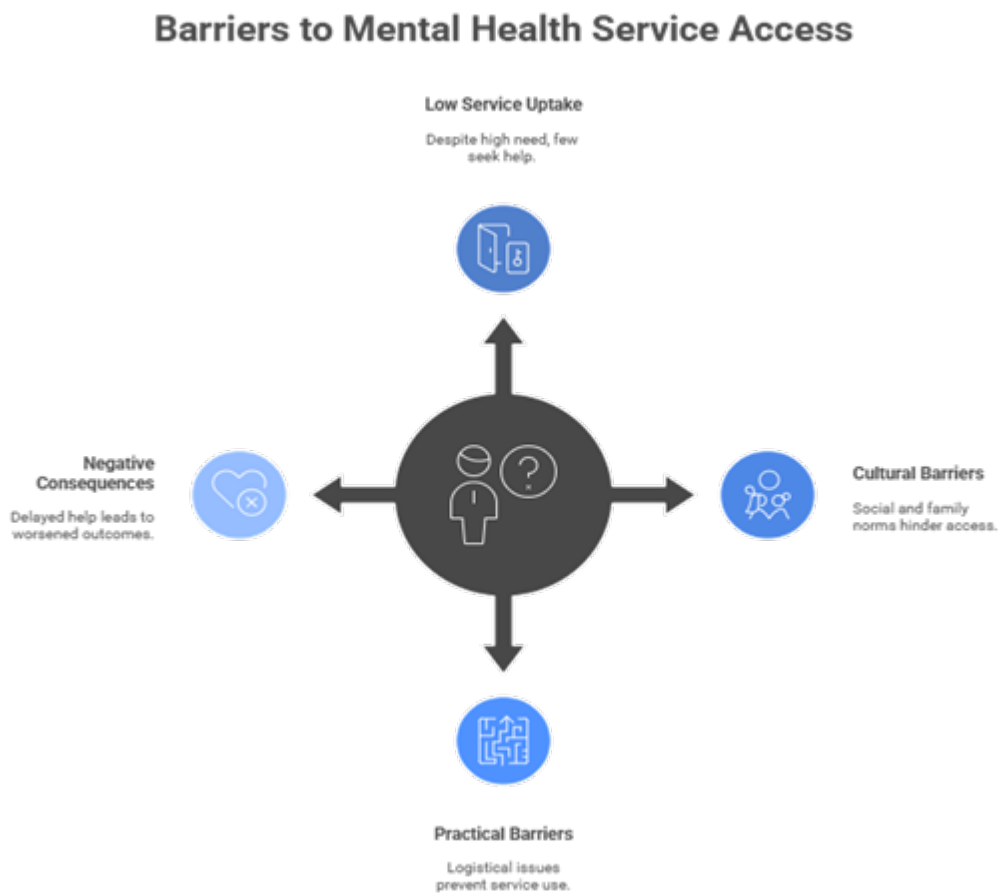 Barriers to Mental Health Service Access
Low Service Uptake
Despite high need, few
seek help.
Negative
Consequences
Delayed help leads to
worsened outcomes.
Cultural Barriers
Social and family
norms hinder access.
Practical Barriers
Logistical issues
prevent service use.